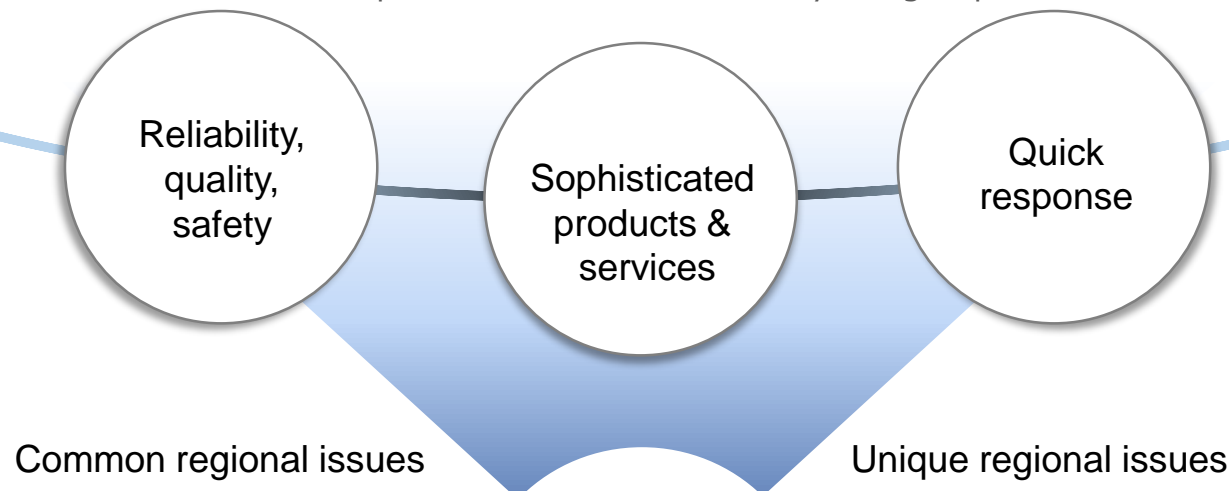 Reliability,
quality,
safety
Sophisticated
products &
services
Quick
response
Common regional issues
Unique regional issues